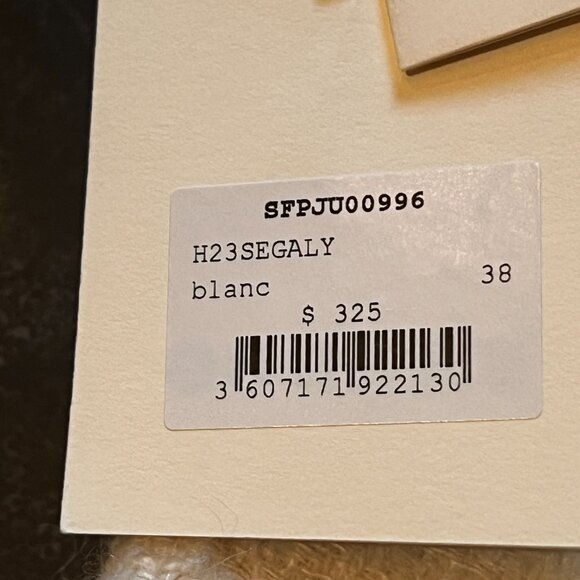 SFPJU00996
H23SEGALY
blanc 38
$ 325
3 607171 922130